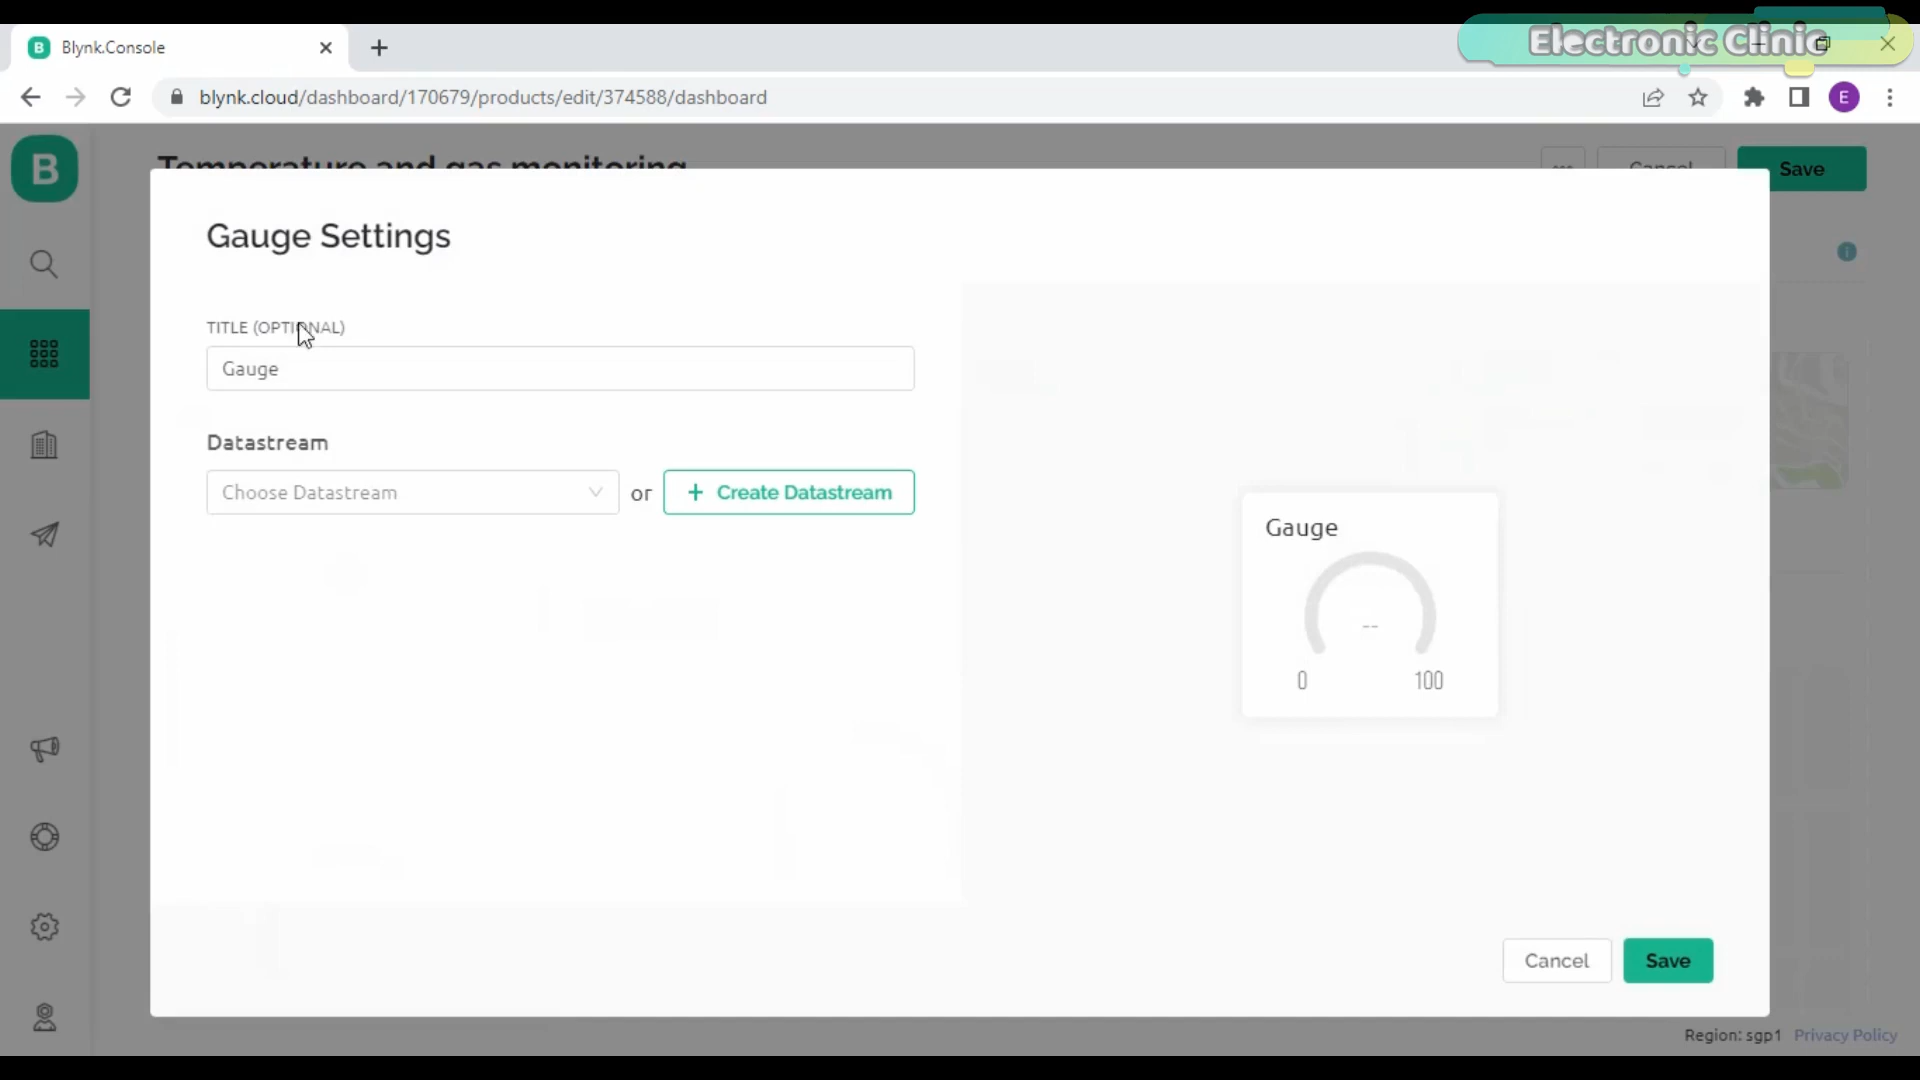 Blynk.Console
Electronic Clinic
blynk.cloud/dashboard/170679/products/edit/374588/dashboard
E
B
Temperature and gas monitoring
Cancel
Save
Gauge Settings
TITLE (OPTIONAL)
Gauge
Datastream
Choose Datastream
or
+ Create Datastream
Gauge
--
0
100
Cancel
Save
Region: sgp1
Privacy Policy